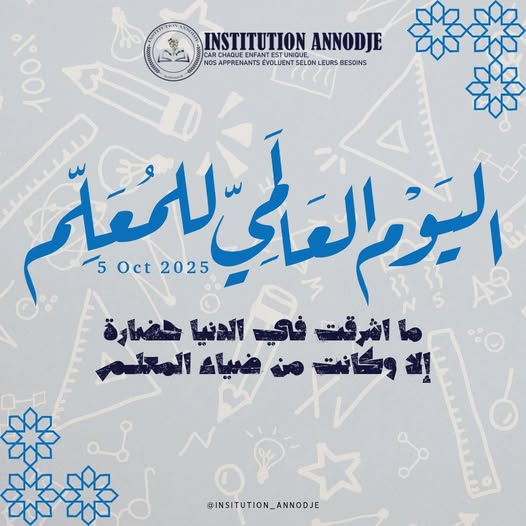 INSTITUTION ANNODJE
CAR CHAQUE ENFANT EST UNIQUE,
NOS APPRENANTS ÉVOLUENT SELON LEURS BESOINS
اليَوْم العَالَمِيّ للمُعَلِّم
5 Oct 2025
ما اشرقت في الدنيا حضارة
إلا وكانت من ضياء المعلم
@INSITUTION_ANNODJE
100%